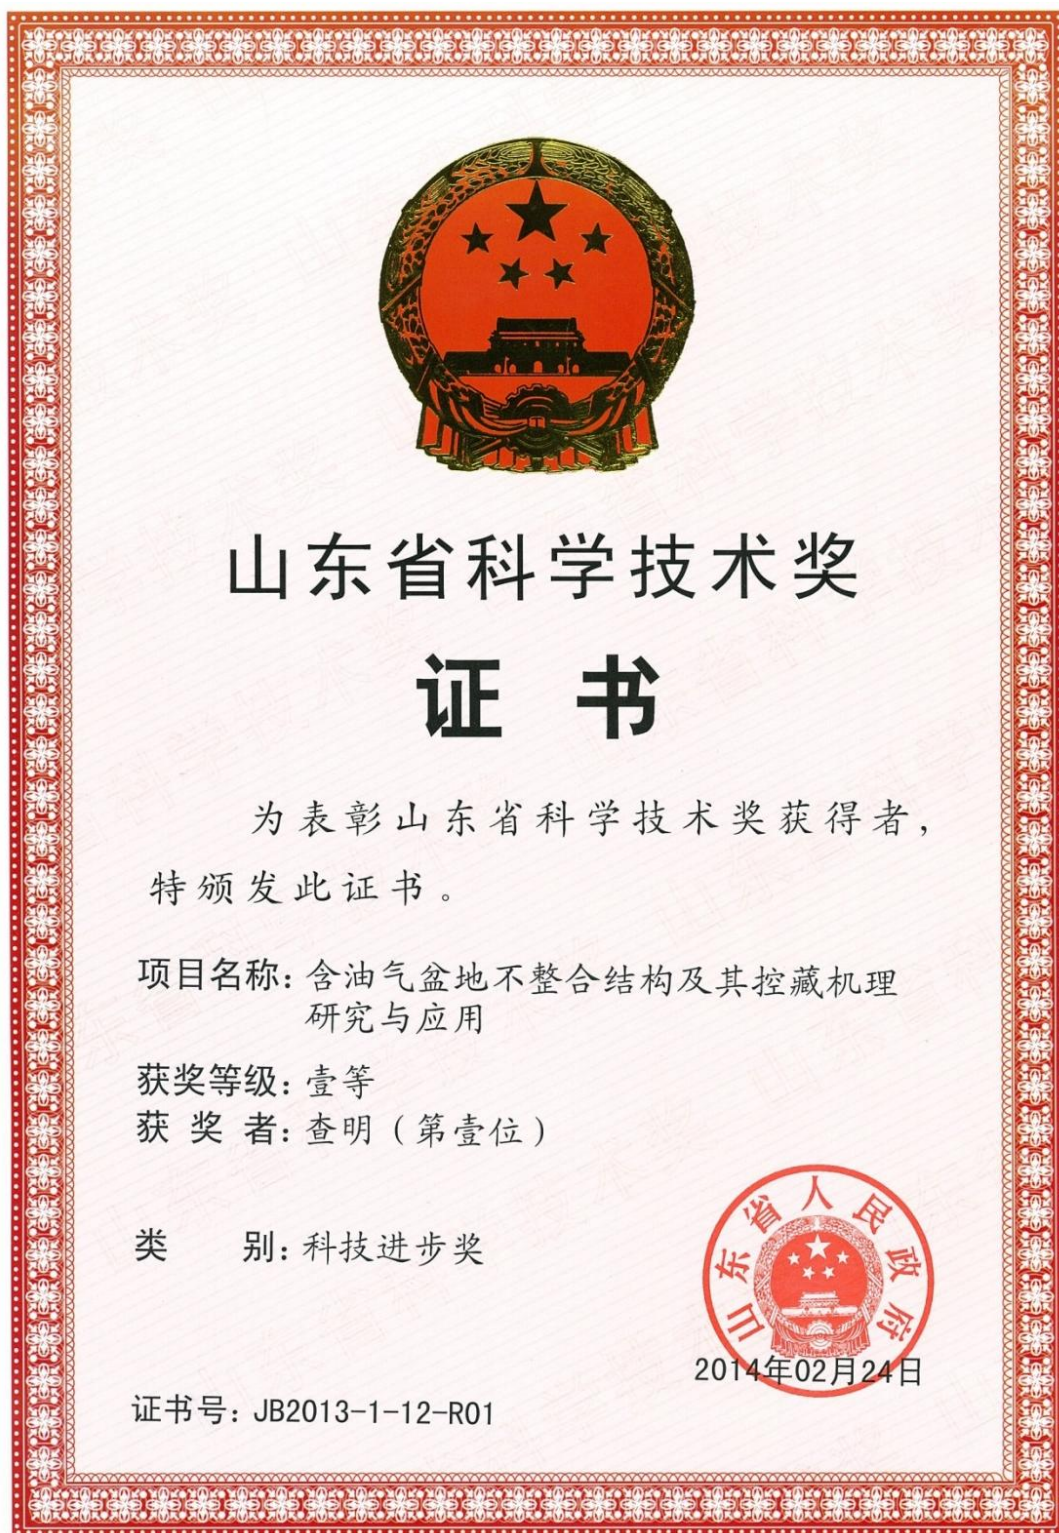 山东省科学技术奖
证书
为表彰山东省科学技术奖获得者，
特颁发此证书。
项目名称：含油气盆地不整合结构及其控藏机理
研究与应用
获奖等级：壹等
获奖者：查明（第壹位）
类别：科技进步奖
山东省人民政府
2014年02月24日
证书号：JB2013-1-12-R01